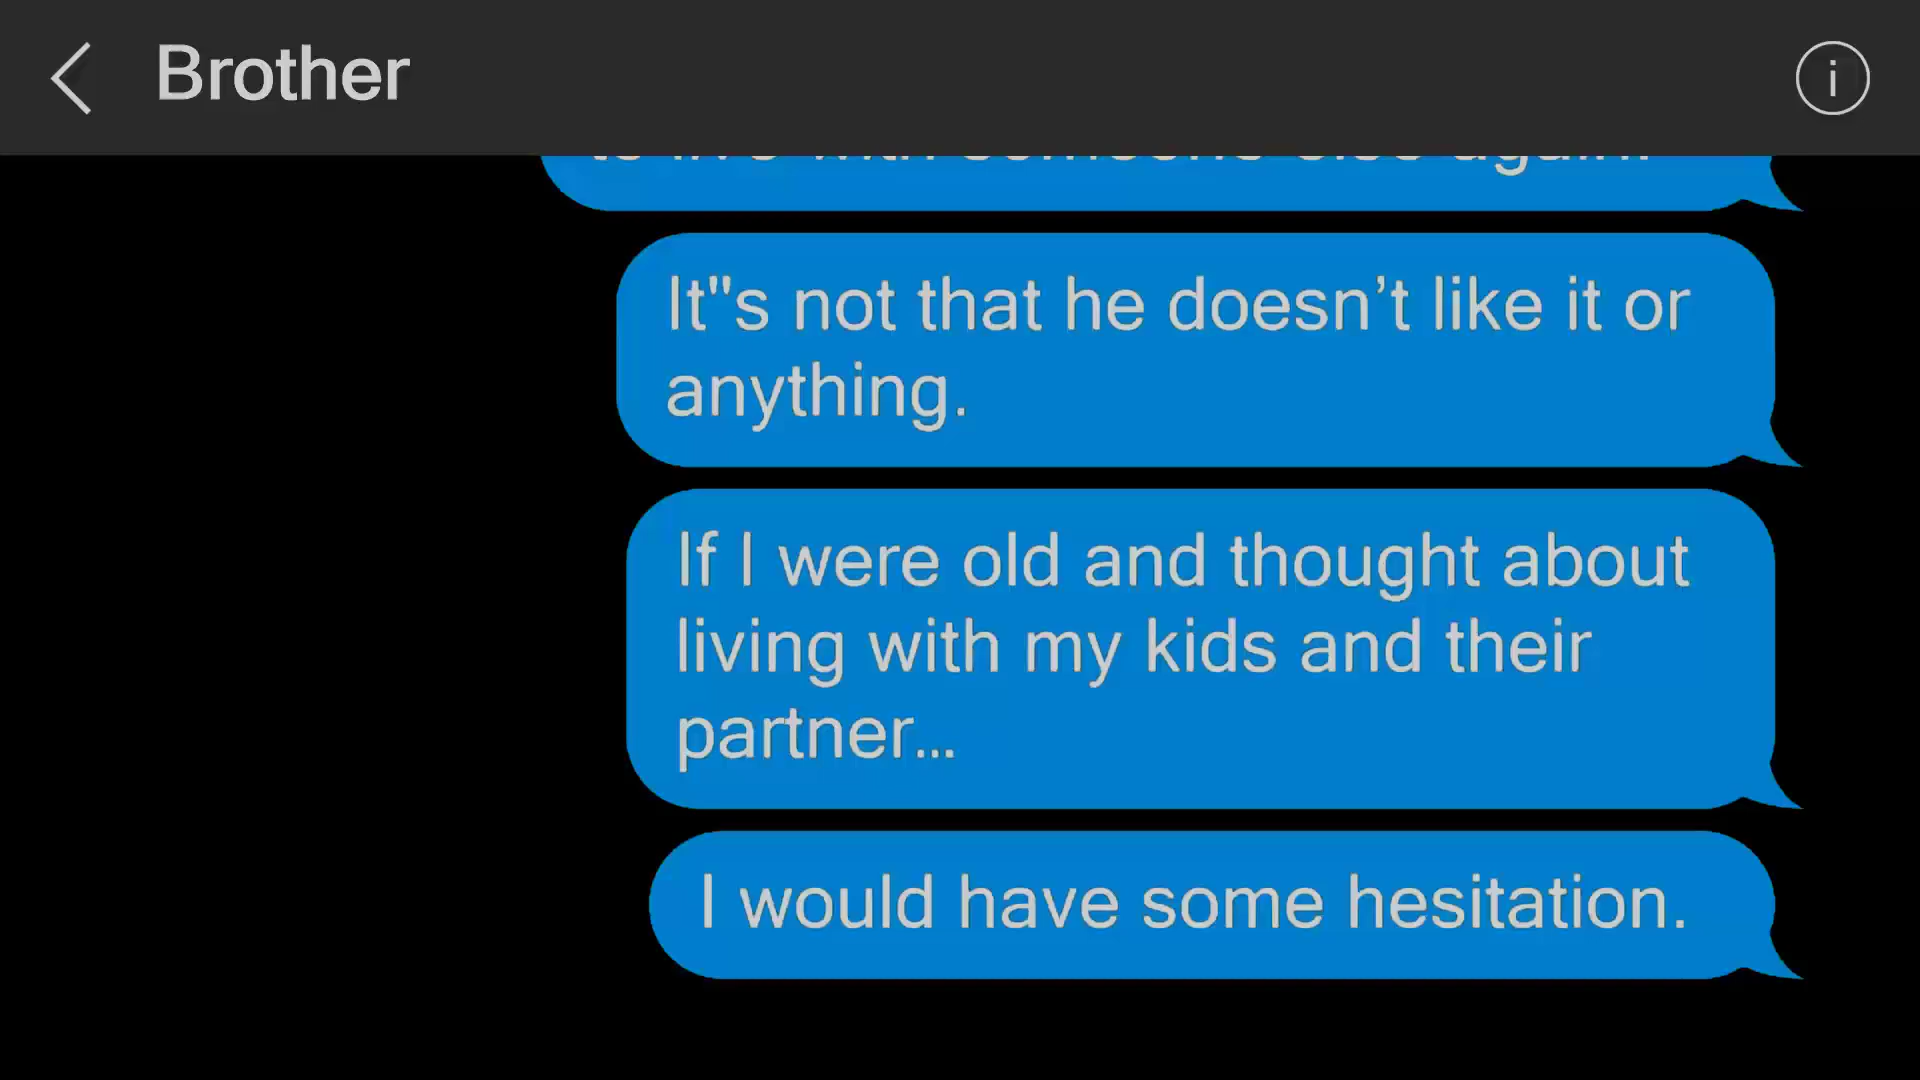 Brother
It"s not that he doesn’t like it or
anything.
If I were old and thought about
living with my kids and their
partner...
I would have some hesitation.